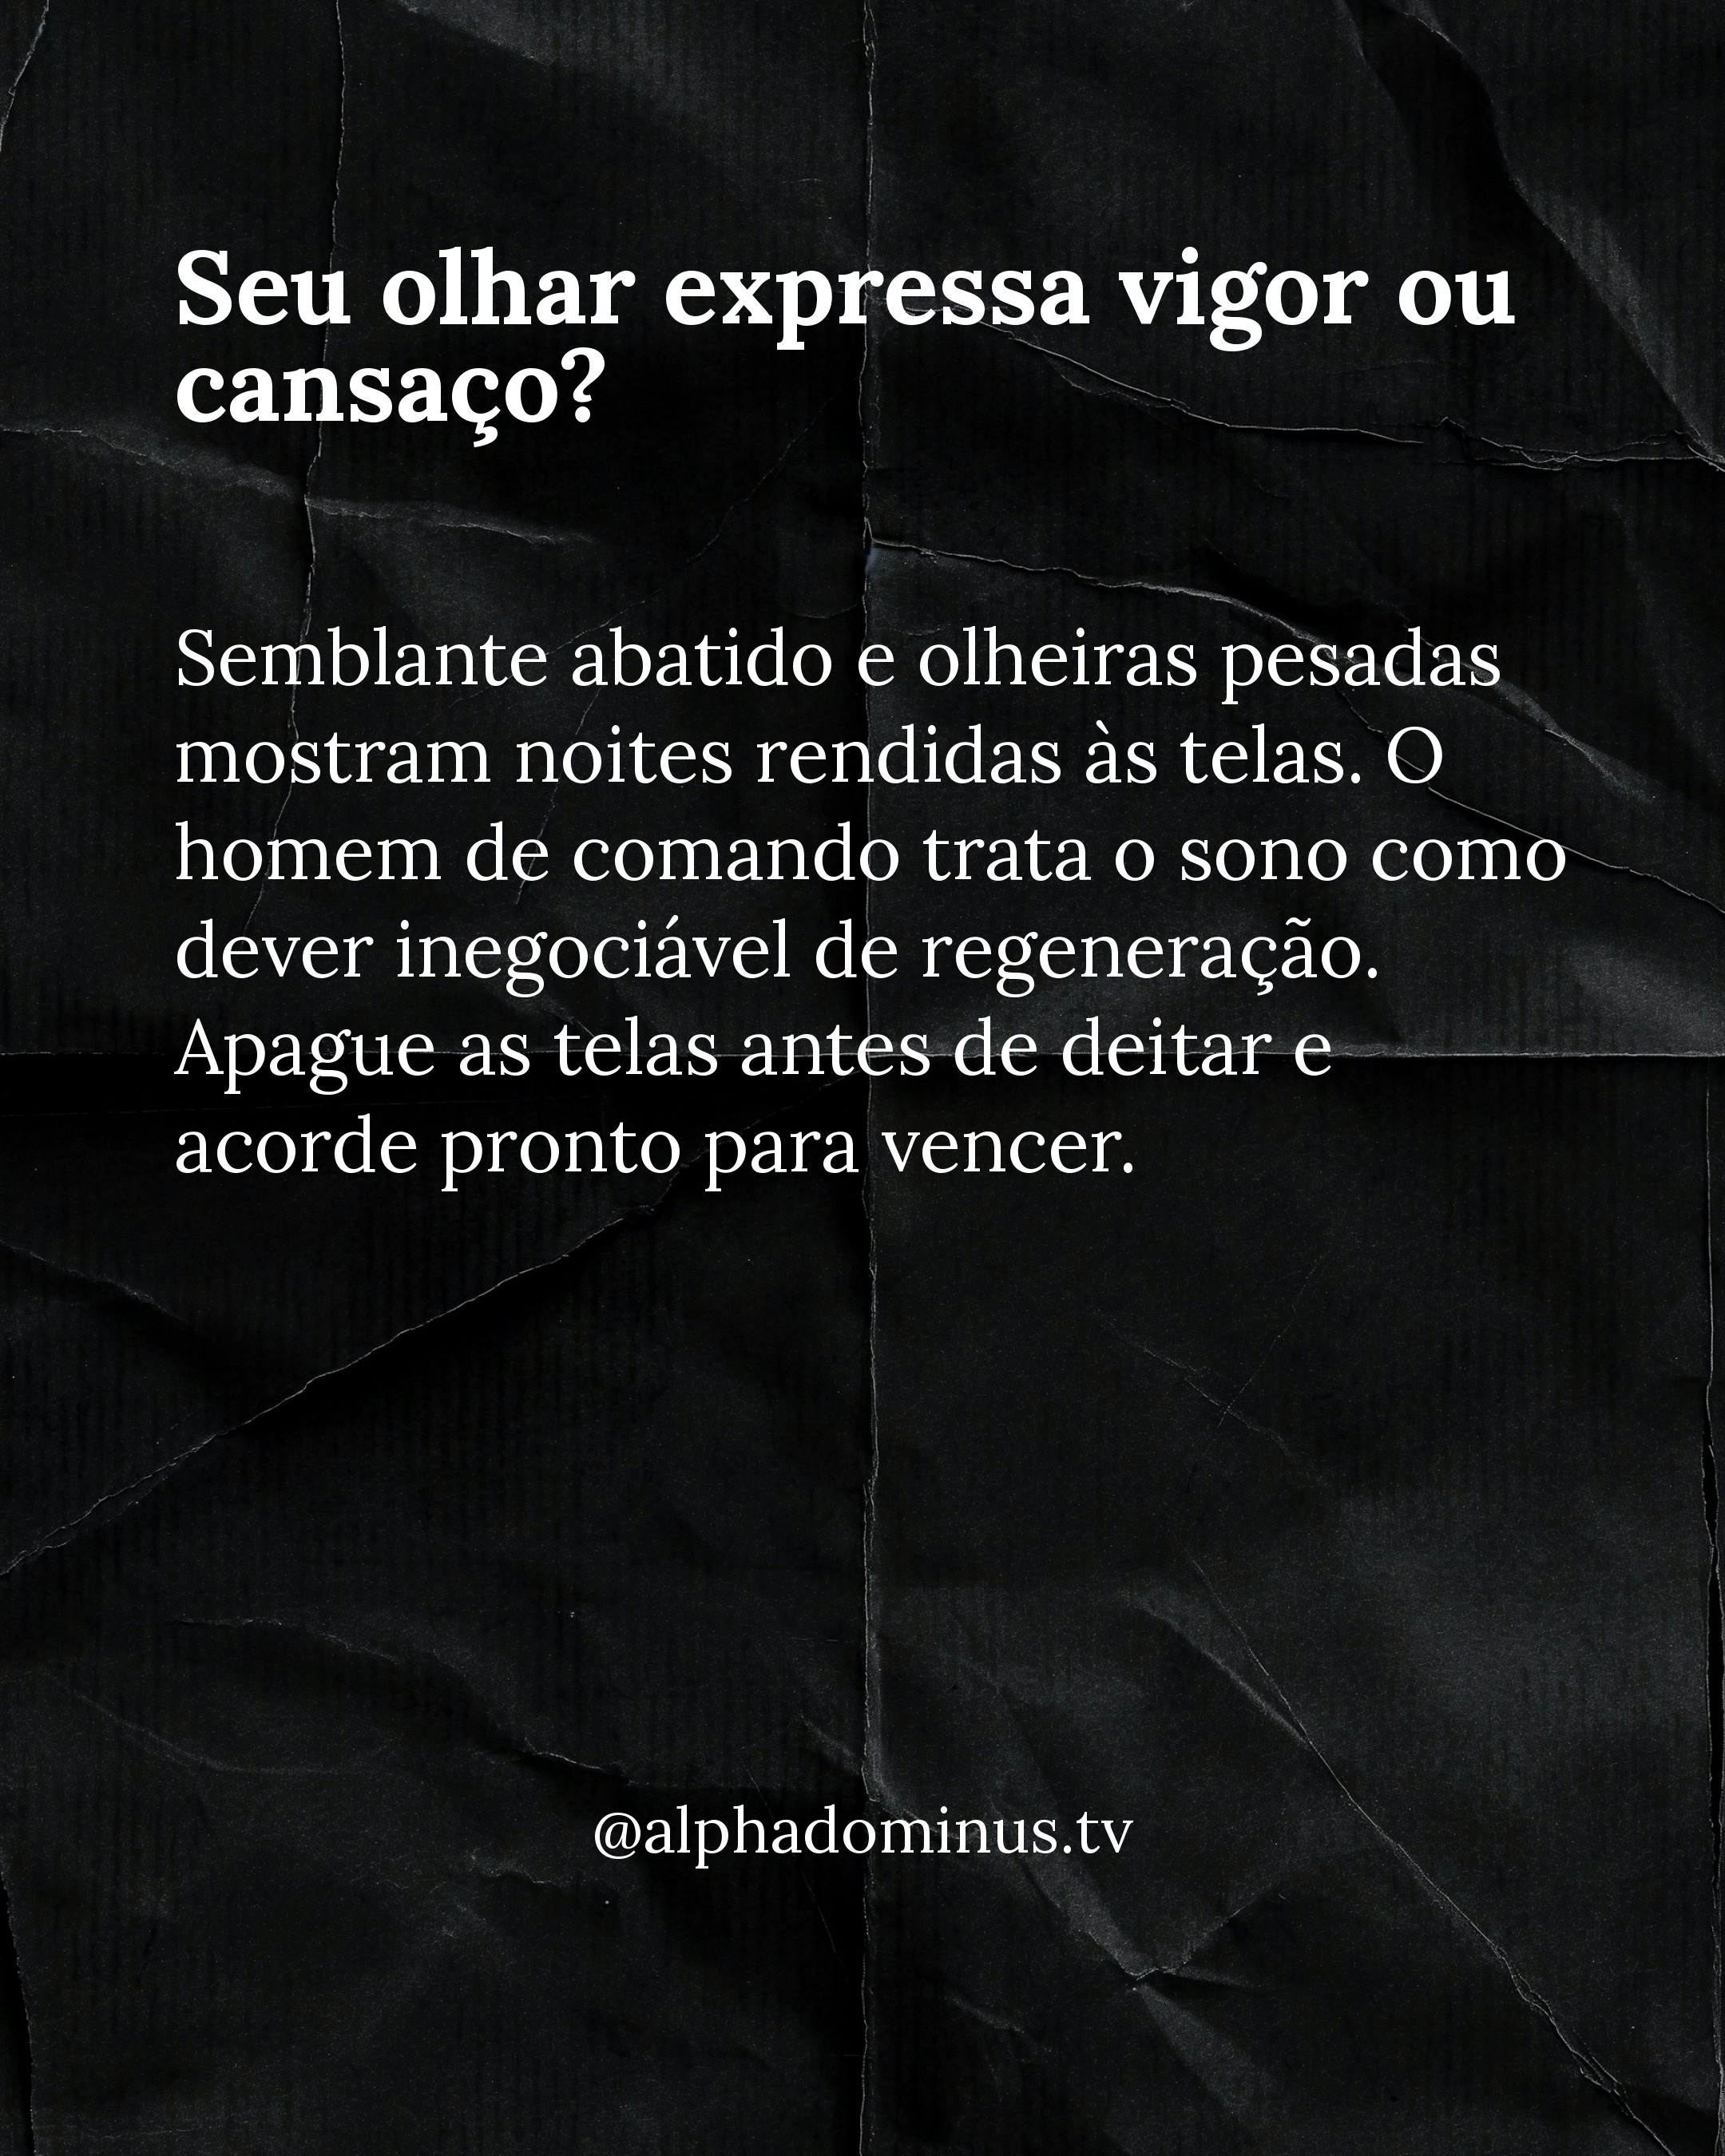 Seu olhar expressa vigor ou
cansaço?
Semblante abatido e olheiras pesadas
mostram noites rendidas às telas. O
homem de comando trata o sono como
dever inegociável de regeneração.
Apague as telas antes de deitar e
acorde pronto para vencer.
@alphadominus.tv